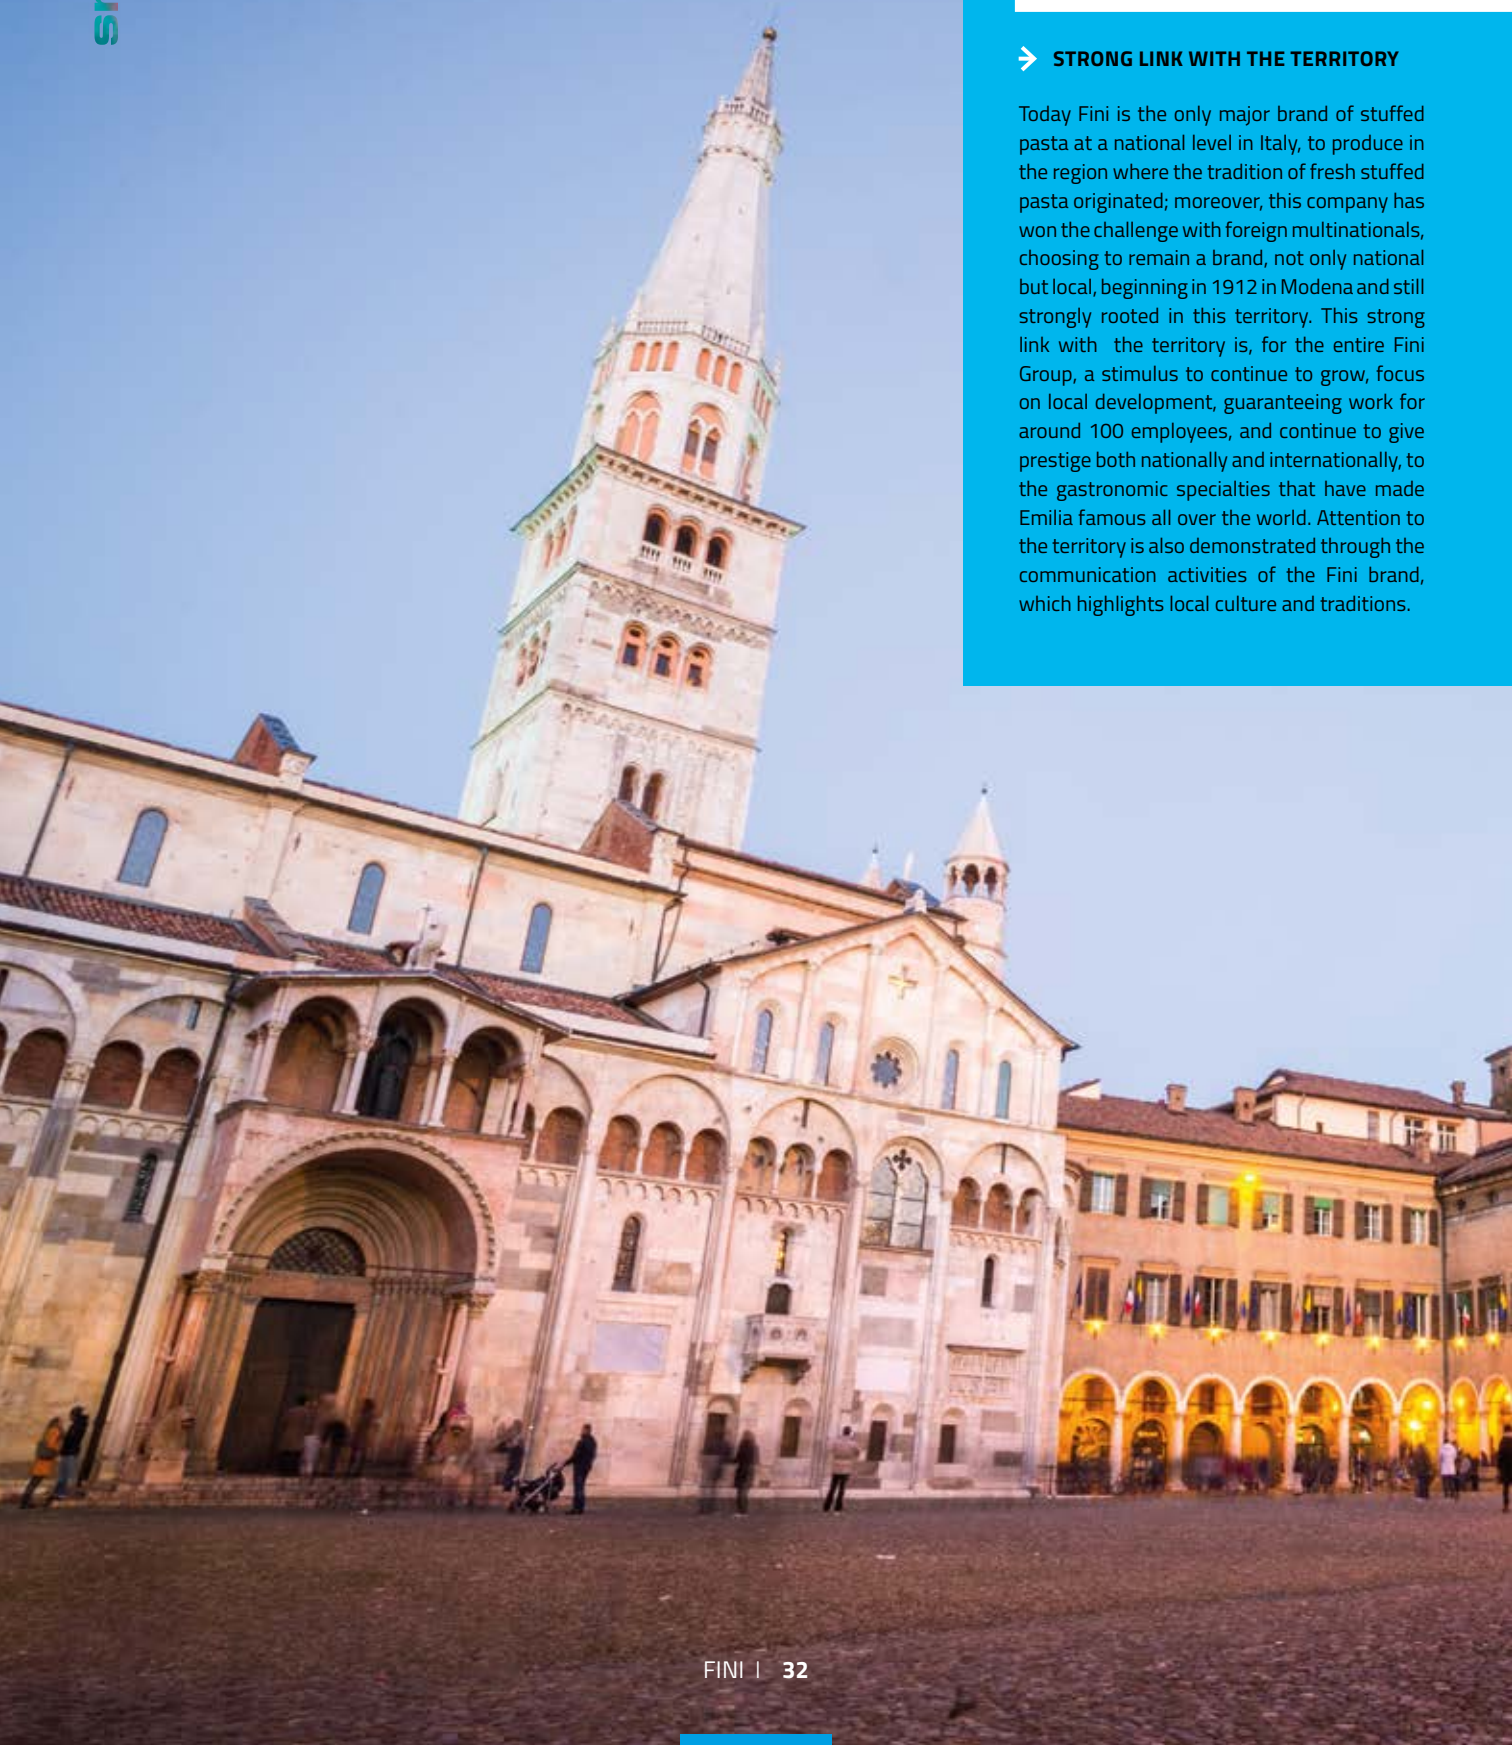 STRONG LINK WITH THE TERRITORY
Today Fini is the only major brand of stuffed
pasta at a national level in Italy, to produce in
the region where the tradition of fresh stuffed
pasta originated; moreover, this company has
won the challenge with foreign multinationals,
choosing to remain a brand, not only national
but local, beginning in 1912 in Modena and still
strongly rooted in this territory. This strong
link with the territory is, for the entire Fini
Group, a stimulus to continue to grow, focus
on local development, guaranteeing work for
around 100 employees, and continue to give
prestige both nationally and internationally, to
the gastronomic specialties that have made
Emilia famous all over the world. Attention to
the territory is also demonstrated through the
communication activities of the Fini brand,
which highlights local culture and traditions.
FINI | 32